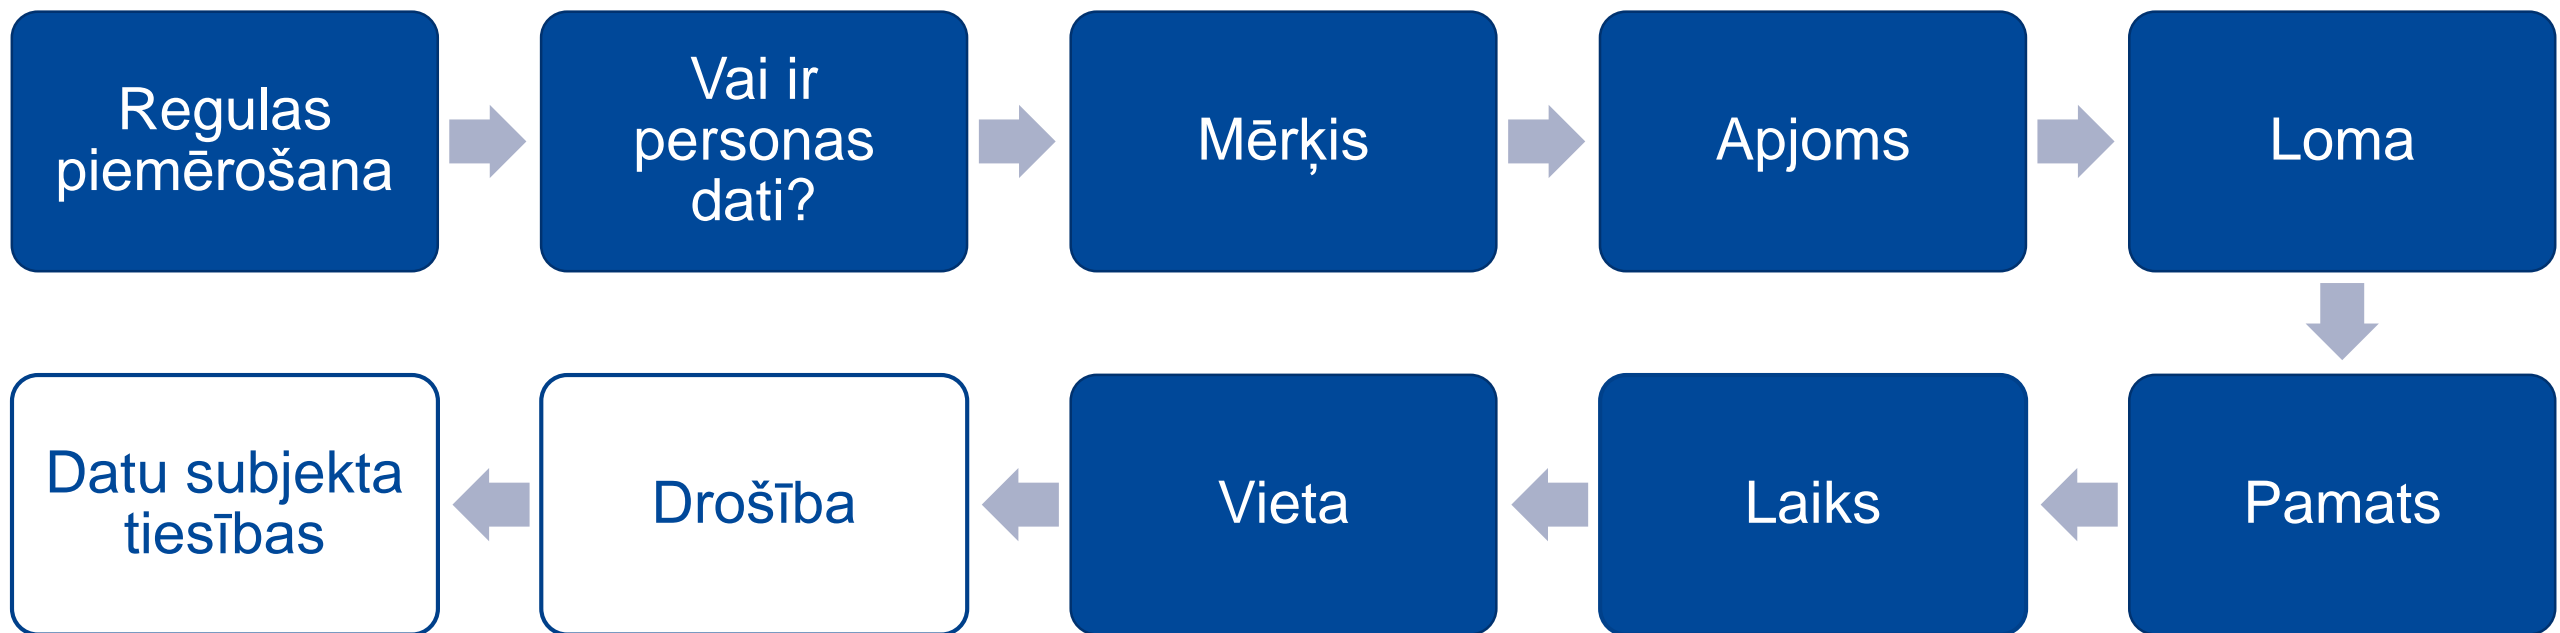 Regulas
piemērošana
Vai ir
personas
dati?
Mērķis
Apjoms
Loma
Pamats
Laiks
Vieta
Drošība
Datu subjekta
tiesības